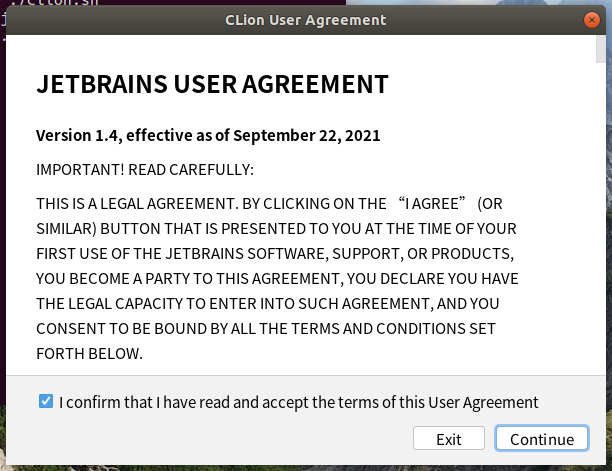 ./clion.sh
CLion User Agreement
JETBRAINS USER AGREEMENT
Version 1.4, effective as of September 22, 2021
IMPORTANT! READ CAREFULLY:
THIS IS A LEGAL AGREEMENT. BY CLICKING ON THE “I AGREE” (OR
SIMILAR) BUTTON THAT IS PRESENTED TO YOU AT THE TIME OF YOUR
FIRST USE OF THE JETBRAINS SOFTWARE, SUPPORT, OR PRODUCTS,
YOU BECOME A PARTY TO THIS AGREEMENT, YOU DECLARE YOU HAVE
THE LEGAL CAPACITY TO ENTER INTO SUCH AGREEMENT, AND YOU
CONSENT TO BE BOUND BY ALL THE TERMS AND CONDITIONS SET
FORTH BELOW.
I confirm that I have read and accept the terms of this User Agreement
Exit Continue